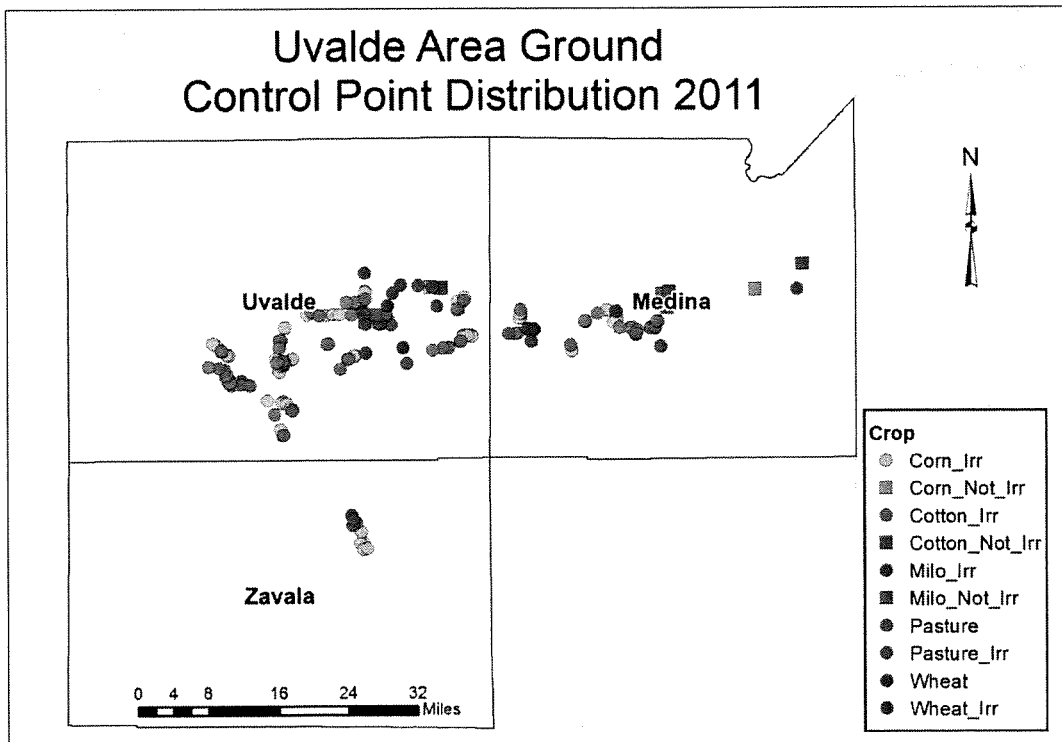 Uvalde Area Ground
Control Point Distribution 2011
N
Uvalde
Medina
Zavala
0 4 8 16 24 32
Miles
Crop
Corn_Irr
Corn_Not_Irr
Cotton_Irr
Cotton_Not_Irr
Milo_Irr
Milo_Not_Irr
Pasture
Pasture_Irr
Wheat
Wheat_Irr